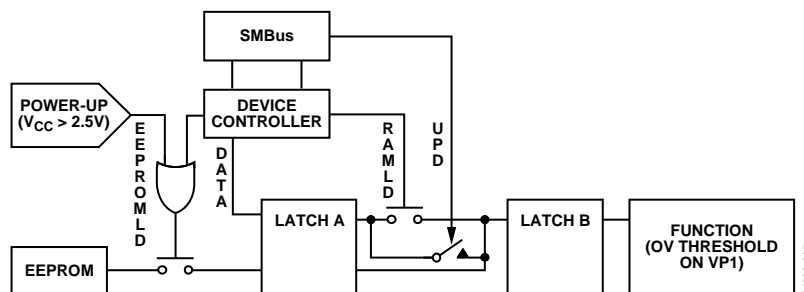 SMBus
POWER-UP
(VCC > 2.5V)
DEVICE
CONTROLLER
EEPROMLD
DATA
RAMLD
UPD
LATCH A
LATCH B
FUNCTION
(OV THRESHOLD
ON VP1)
EEPROM